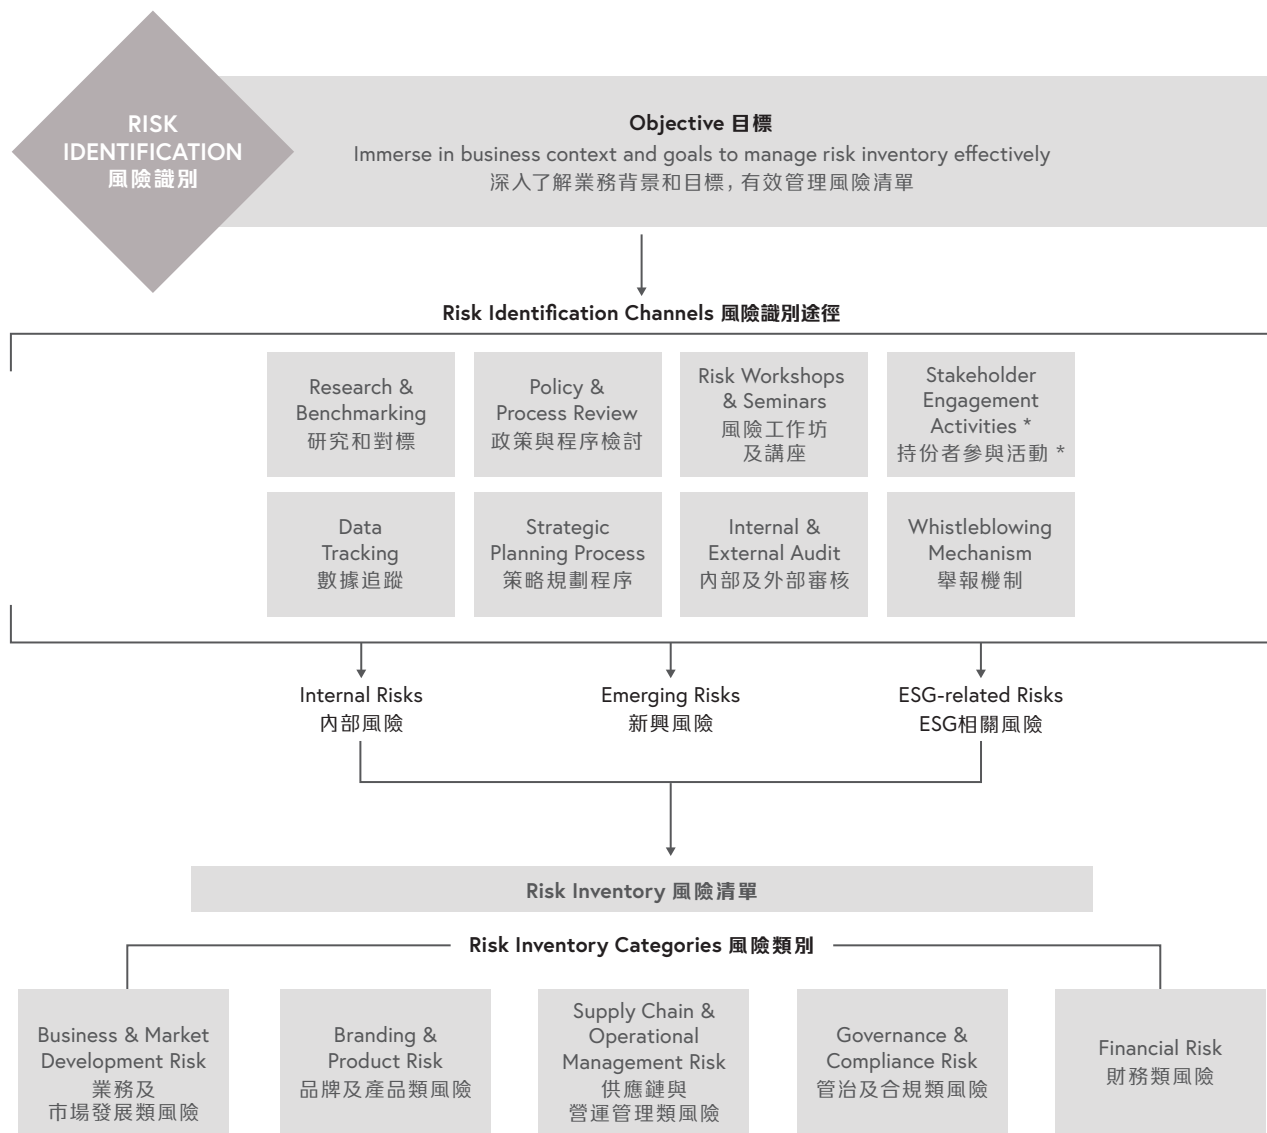 RISK
IDENTIFICATION
風險識別
Objective 目標
Immerse in business context and goals to manage risk inventory effectively
深入了解業務背景和目標，有效管理風險清單
Risk Identification Channels 風險識別途徑
Research &
Benchmarking
研究和對標
Policy &
Process Review
政策與程序檢討
Risk Workshops
& Seminars
風險工作坊
及講座
Stakeholder
Engagement
Activities *
持份者參與活動 *
Data
Tracking
數據追蹤
Strategic
Planning Process
策略規劃程序
Internal &
External Audit
內部及外部審核
Whistleblowing
Mechanism
舉報機制
Internal Risks
內部風險
Emerging Risks
新興風險
ESG-related Risks
ESG相關風險
Risk Inventory 風險清單
Risk Inventory Categories 風險類別
Business & Market
Development Risk
業務及
市場發展類風險
Branding &
Product Risk
品牌及產品類風險
Supply Chain &
Operational
Management Risk
供應鏈與
營運管理類風險
Governance &
Compliance Risk
管治及合規類風險
Financial Risk
財務類風險